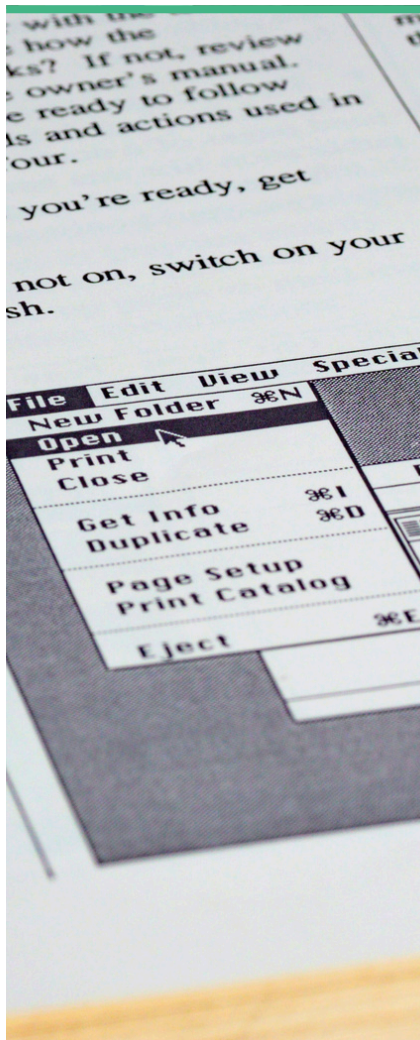 with the
how the
ks? If not, review
owner's manual.
e ready to follow
ls and actions used in
four.
you're ready, get
not on, switch on your
sh.
File Edit View Special
New Folder ⌘N
Open
Print
Close
Get Info ⌘I
Duplicate ⌘D
Page Setup
Print Catalog
Eject ⌘E